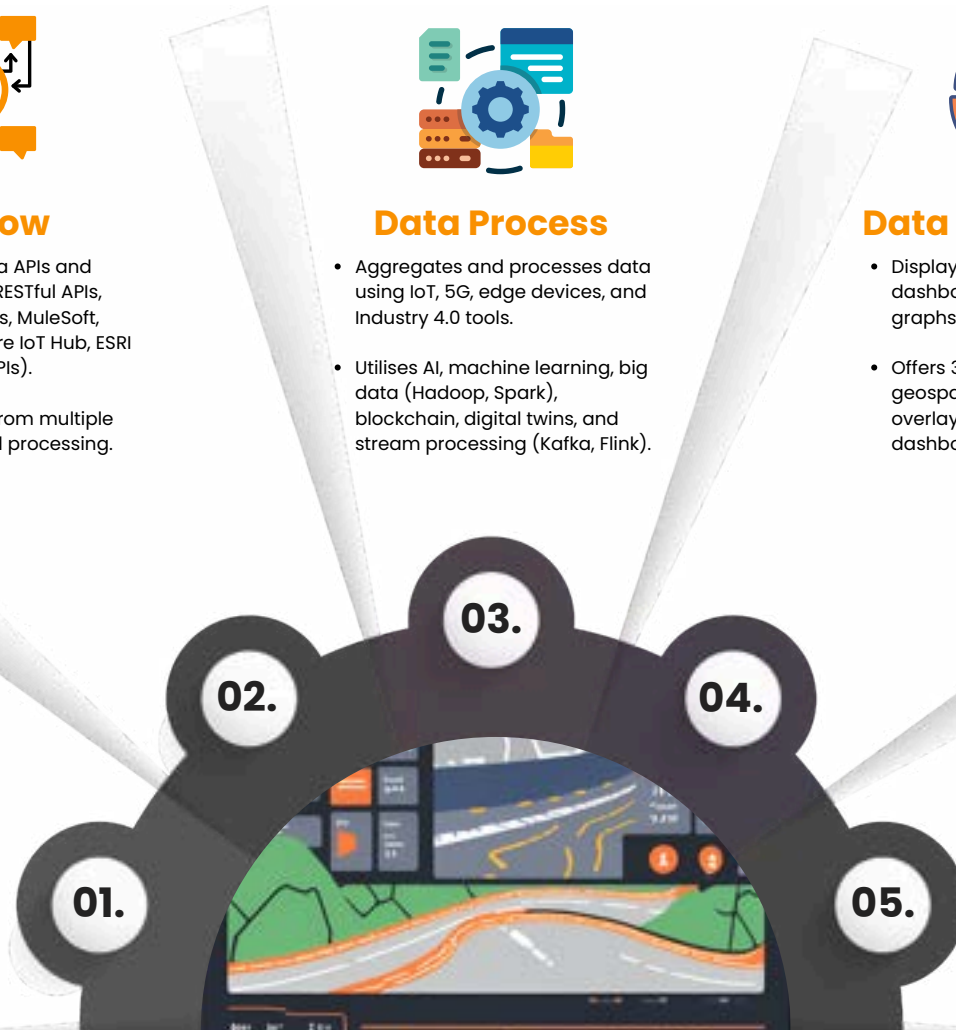 ow
a APIs and
RESTful APIs,
s, MuleSoft,
re IoT Hub, ESRI
PIs).
rom multiple
l processing.
Data Process
• Aggregates and processes data
using IoT, 5G, edge devices, and
Industry 4.0 tools.
• Utilises AI, machine learning, big
data (Hadoop, Spark),
blockchain, digital twins, and
stream processing (Kafka, Flink).
Data
• Display
dashbo
graphs
• Offers 3
geospa
overlay
dashbo
03.
02.
04.
01.
05.